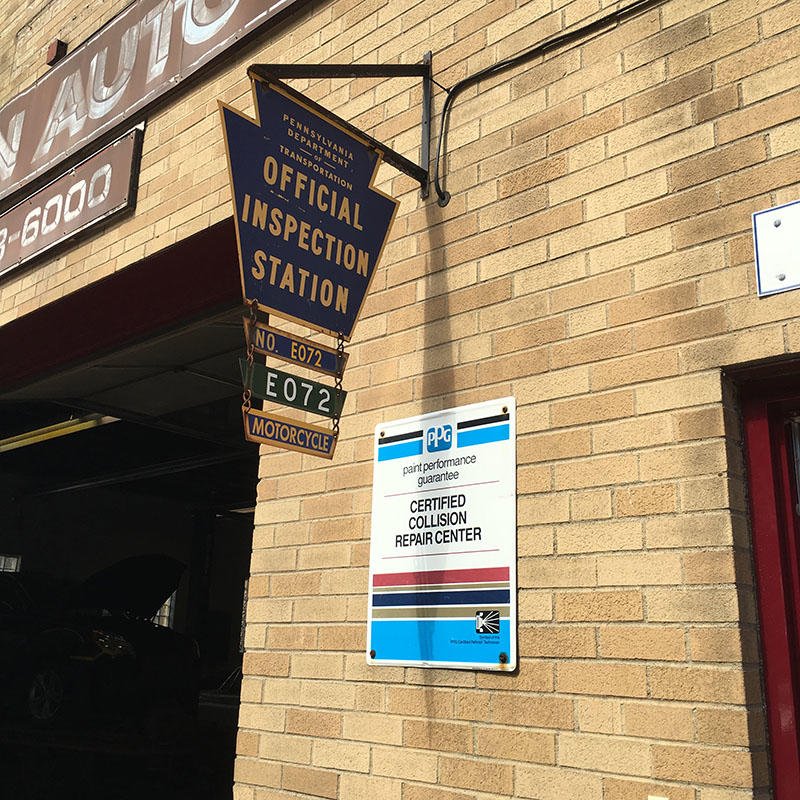 N AUTO
3-6000
PENNSYLVANIA
DEPARTMENT
OF
TRANSPORTATION
OFFICIAL
INSPECTION
STATION
NO. E072
E072
MOTORCYCLE
PPG
paint performance
guarantee
CERTIFIED
COLLISION
REPAIR CENTER